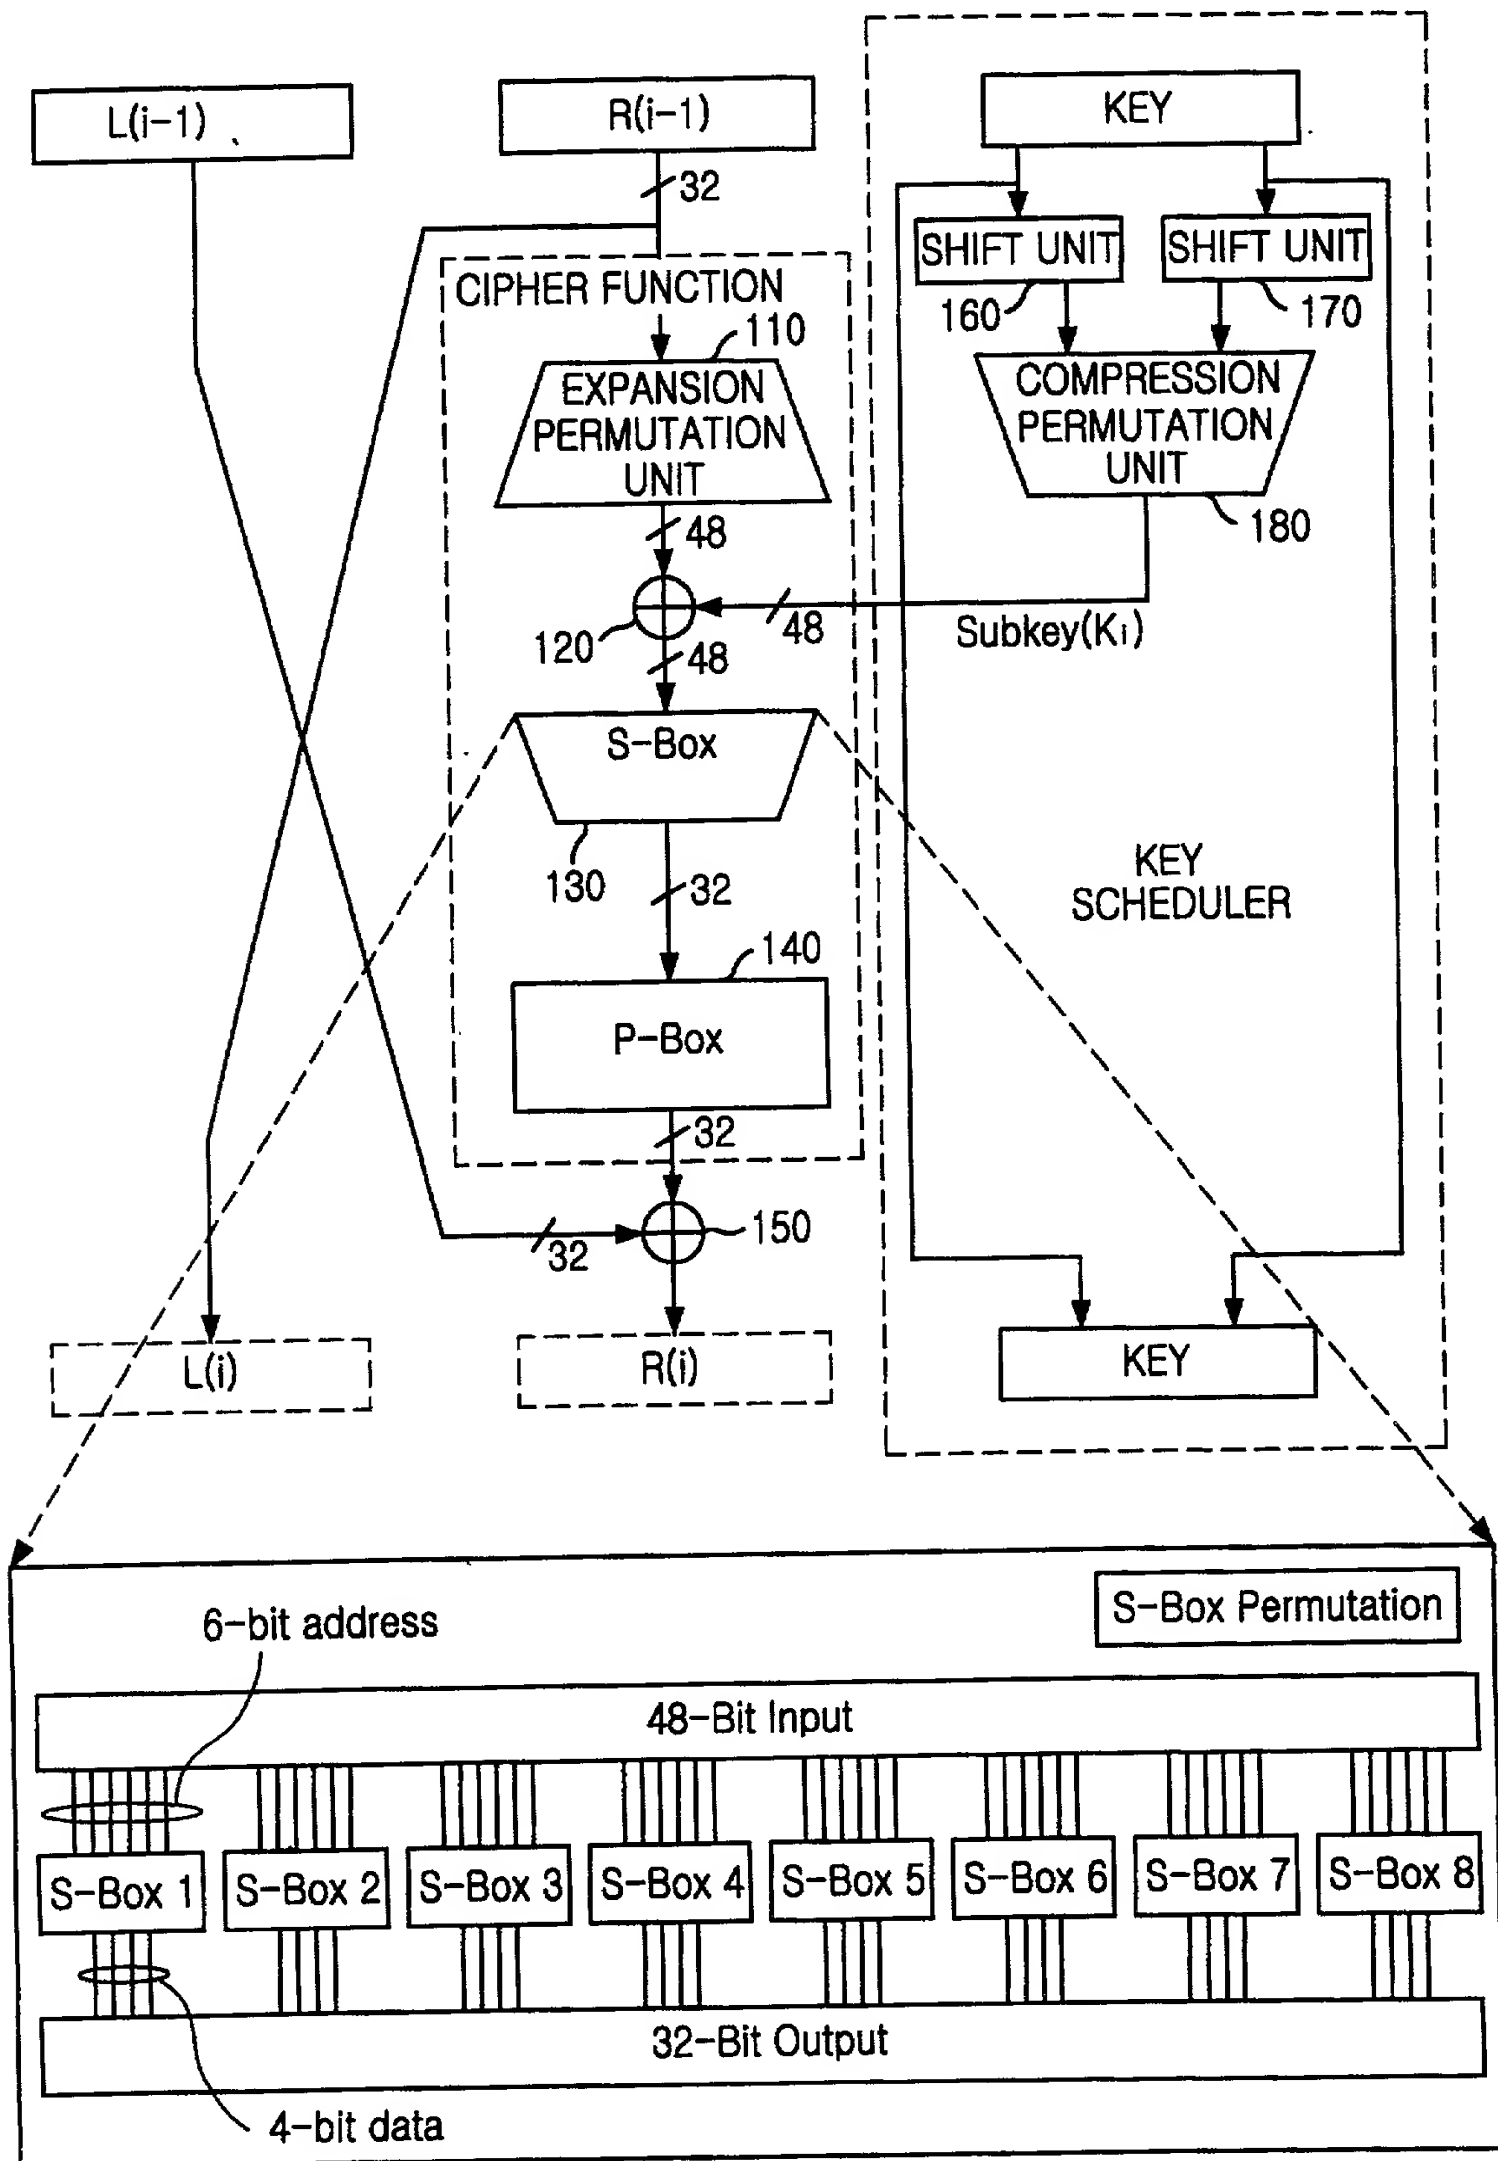 L(i-1)
R(i-1)
KEY
32
SHIFT UNIT
SHIFT UNIT
160
170
CIPHER FUNCTION
110
EXPANSION
PERMUTATION
UNIT
COMPRESSION
PERMUTATION
UNIT
180
48
120
48
48
Subkey(Ki)
S-Box
130
32
KEY
SCHEDULER
140
P-Box
32
32
150
L(i)
R(i)
KEY
S-Box Permutation
6-bit address
48-Bit Input
S-Box 1
S-Box 2
S-Box 3
S-Box 4
S-Box 5
S-Box 6
S-Box 7
S-Box 8
32-Bit Output
4-bit data